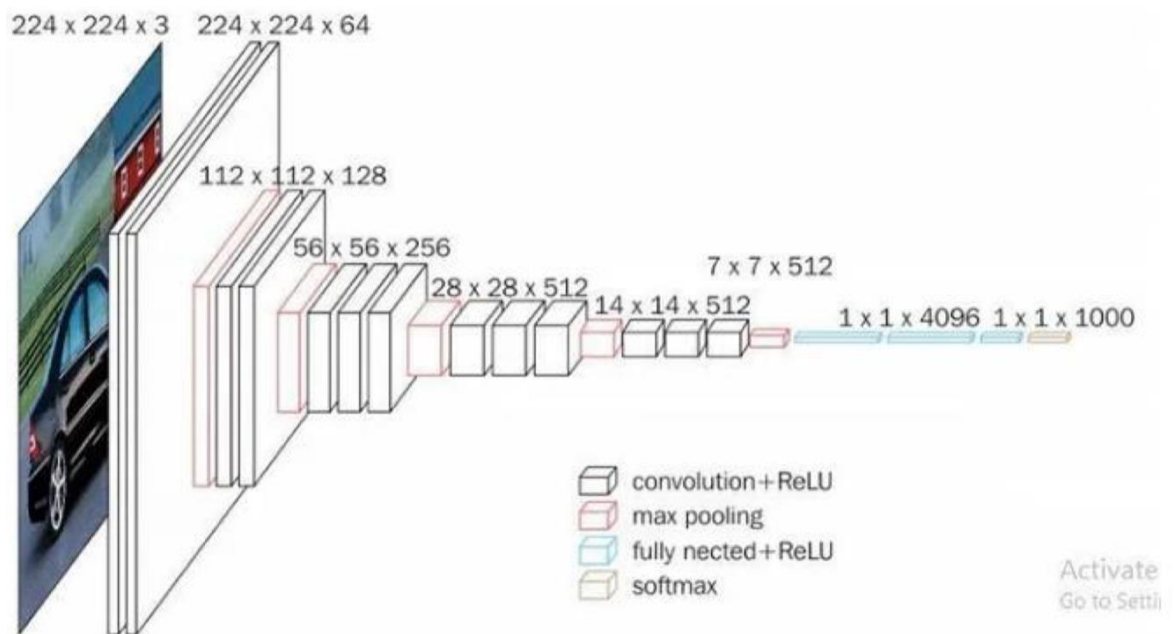 224 x 224 x 3
224 x 224 x 64
112 x 112 x 128
56 x 56 x 256
28 x 28 x 512
14 x 14 x 512
7 x 7 x 512
1 x 1 x 4096
1 x 1 x 1000
convolution+ReLU
max pooling
fully nected+ReLU
softmax
Activate
Go to Setti